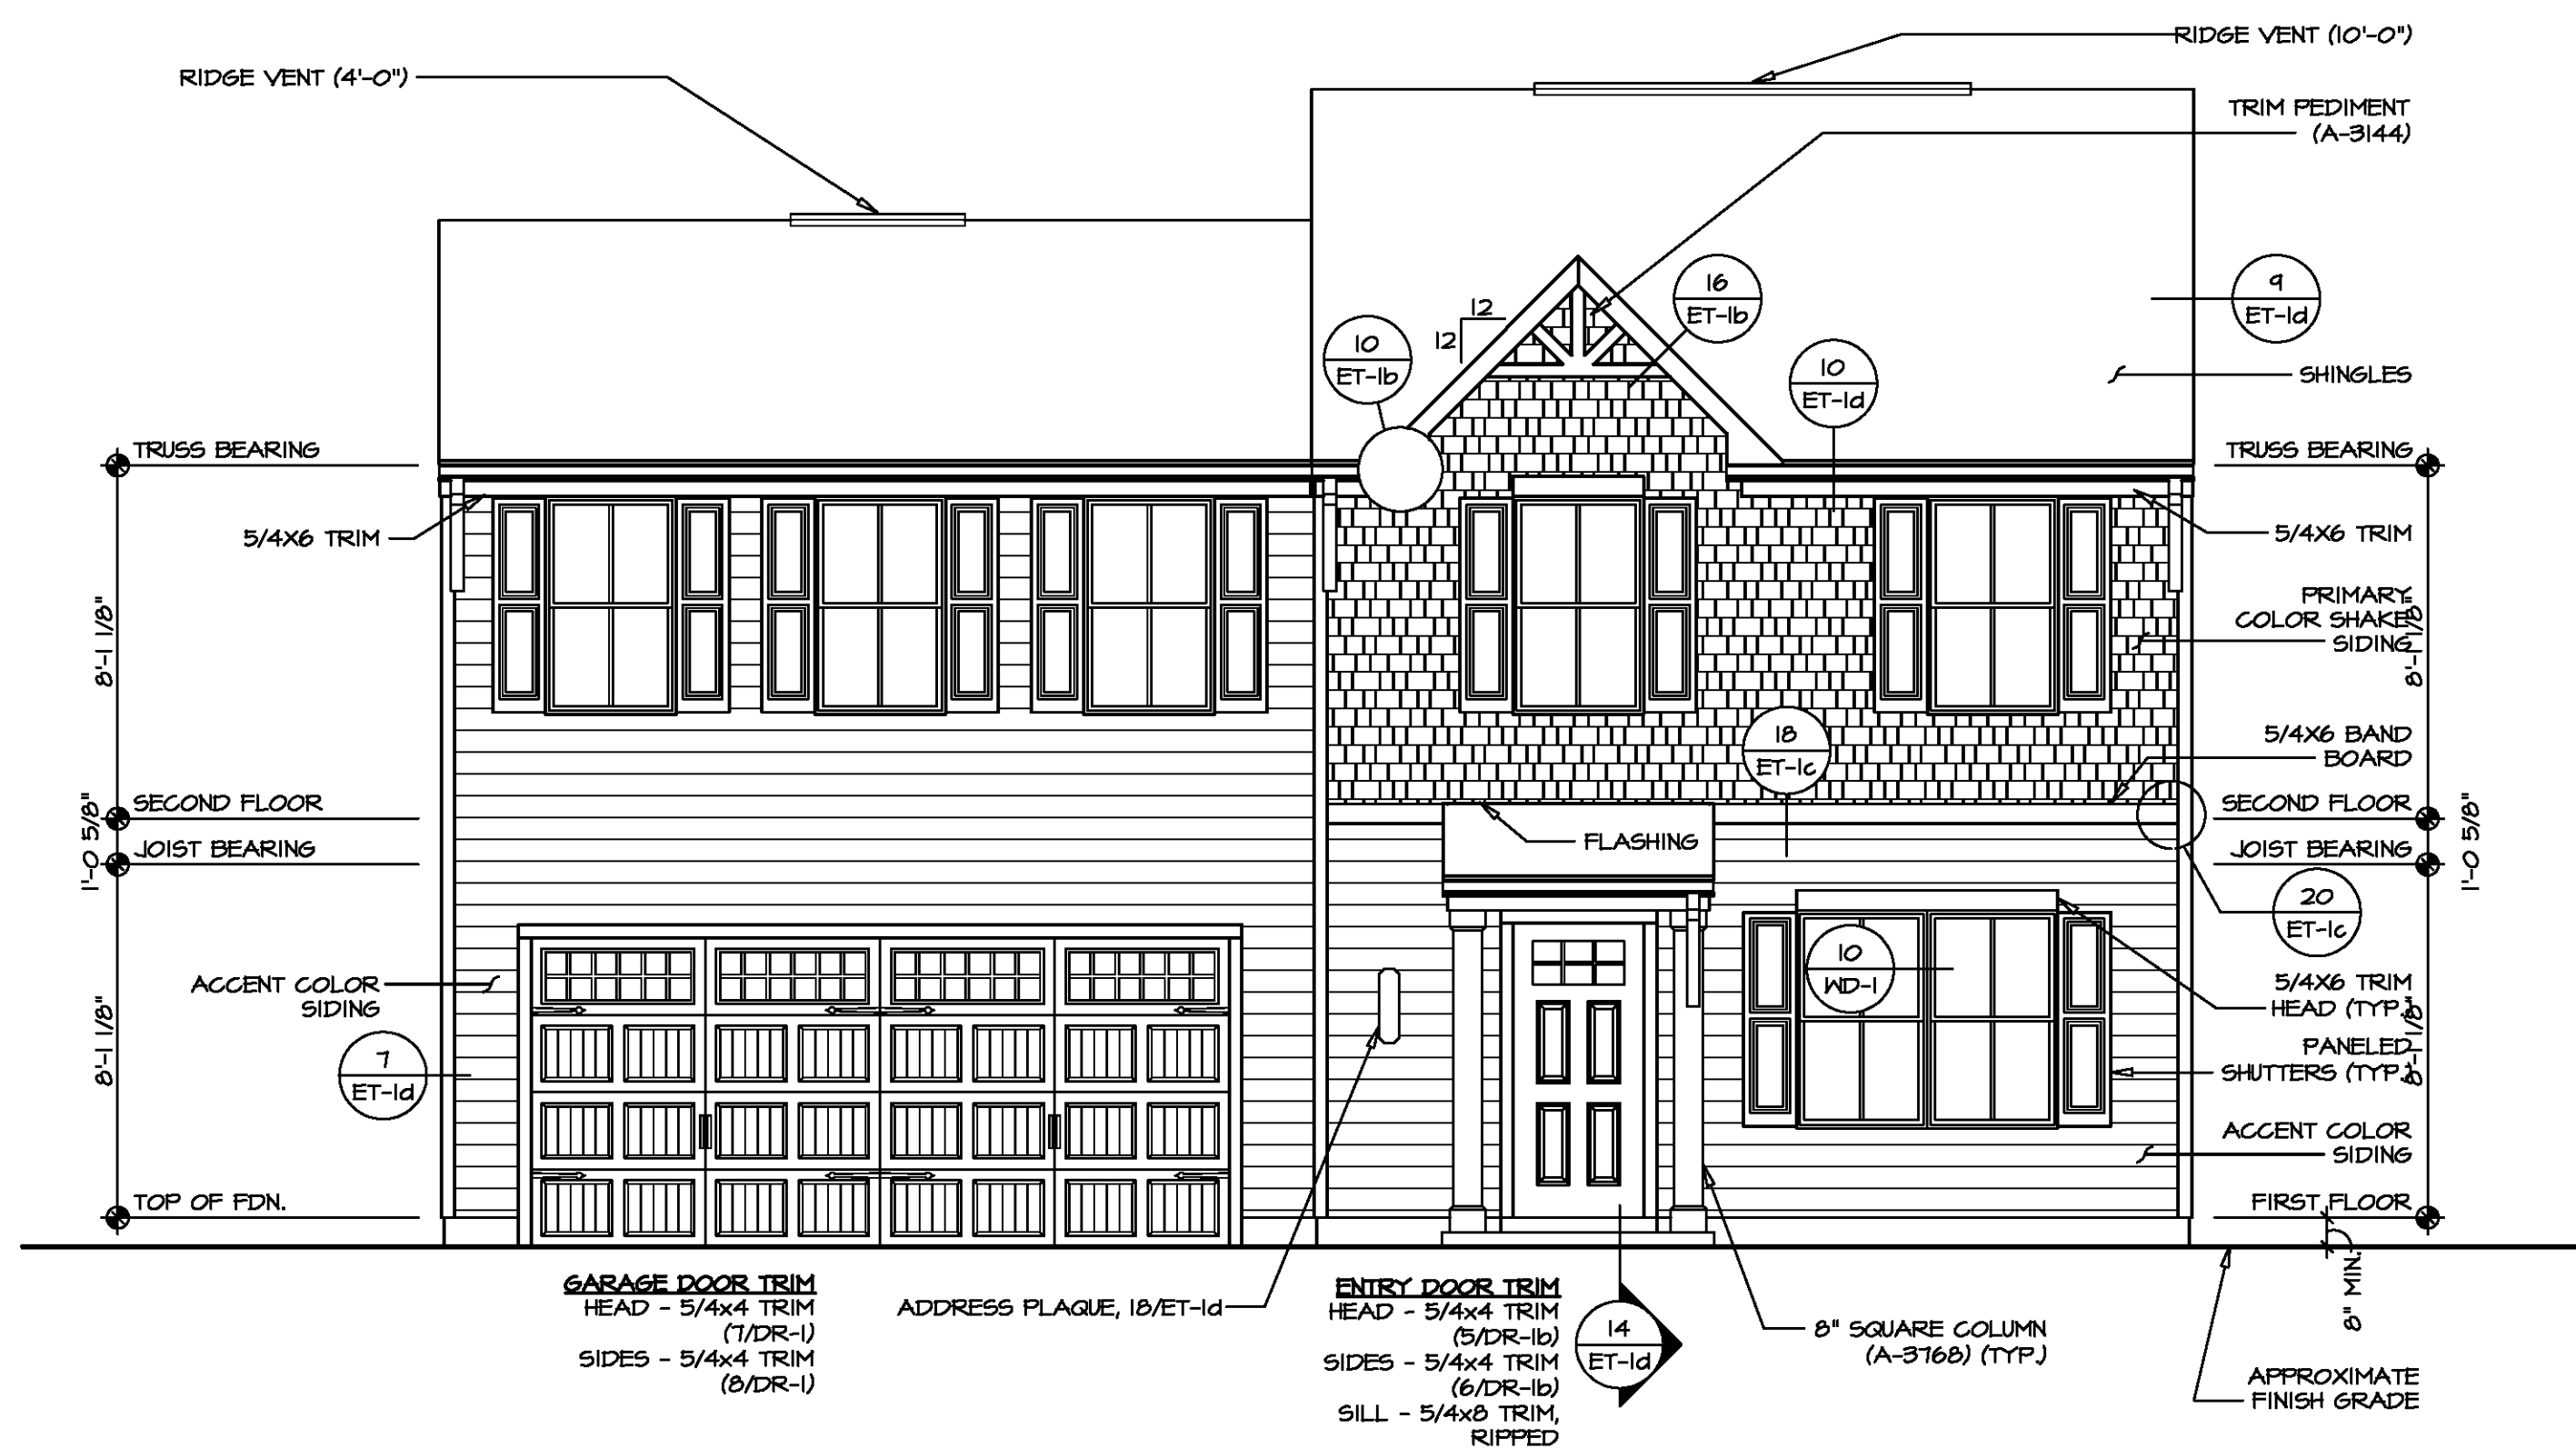 RIDGE VENT (10'-0")
RIDGE VENT (4'-0")
TRIM PEDIMENT
(A-3144)
16
ET-1b
9
ET-1d
12
12
10
ET-1b
10
ET-1d
SHINGLES
TRUSS BEARING
TRUSS BEARING
5/4X6 TRIM
5/4X6 TRIM
8'-1 1/8"
PRIMARY
COLOR SHAKE
SIDING
8'-1 1/8"
18
ET-1c
5/4X6 BAND
BOARD
SECOND FLOOR
SECOND FLOOR
1'-0 5/8"
1'-0 5/8"
FLASHING
JOIST BEARING
JOIST BEARING
20
ET-1c
10
WD-1
ACCENT COLOR
SIDING
5/4X6 TRIM
HEAD (TYP.)
8'-1 1/8"
8'-1 1/8"
PANELED
SHUTTERS (TYP.)
7
ET-1d
ACCENT COLOR
SIDING
TOP OF FDN.
FIRST FLOOR
8" MIN.
GARAGE DOOR TRIM
HEAD - 5/4x4 TRIM
(7/DR-1)
SIDES - 5/4x4 TRIM
(8/DR-1)
ADDRESS PLAQUE, 18/ET-1d
ENTRY DOOR TRIM
HEAD - 5/4x4 TRIM
(5/DR-1b)
SIDES - 5/4x4 TRIM
(6/DR-1b)
SILL - 5/4x8 TRIM,
RIPPED
14
ET-1d
8" SQUARE COLUMN
(A-3768) (TYP.)
APPROXIMATE
FINISH GRADE